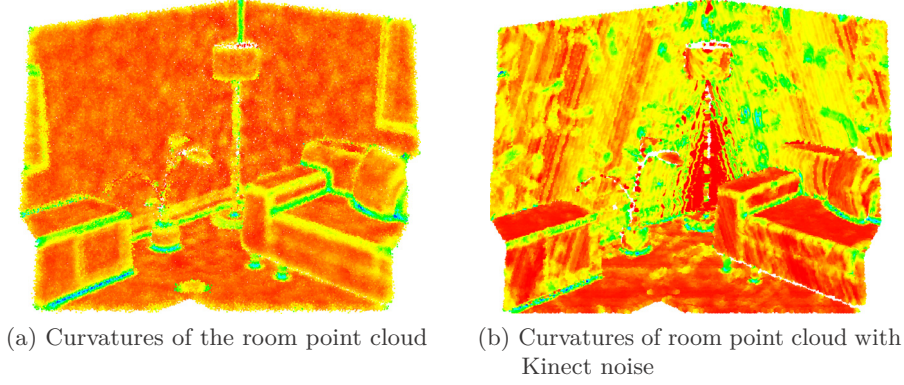 (a) Curvatures of the room point cloud
(b) Curvatures of room point cloud with
Kinect noise